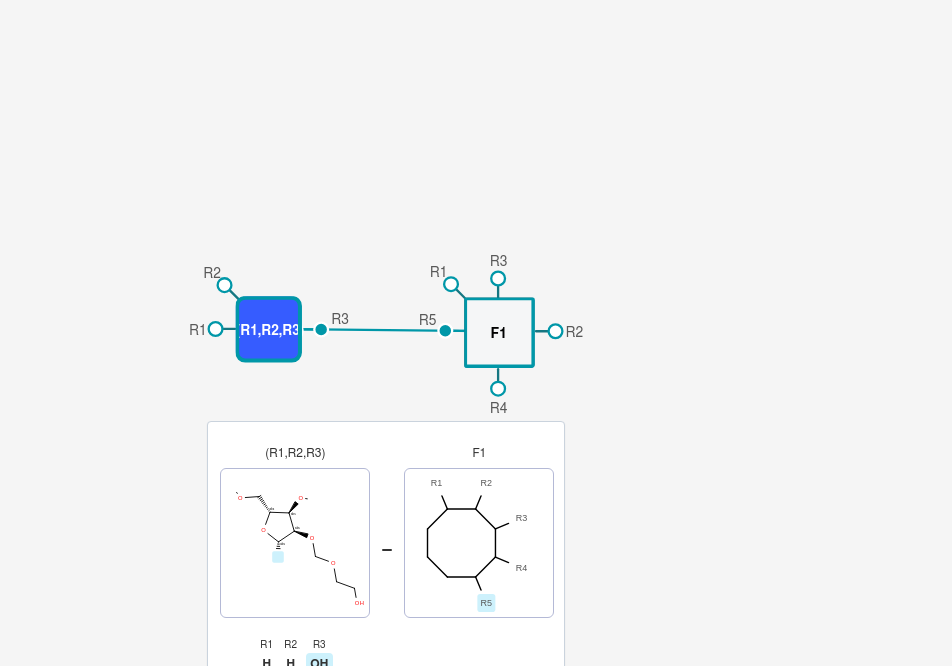 R3
R2
R1
R1
R1,R2,R3
R3
R5
F1
R2
R4
(R1,R2,R3)
F1
O
O
O
O
O
OH
R1
R2
R3
R4
R5
R1 R2 R3
H H OH